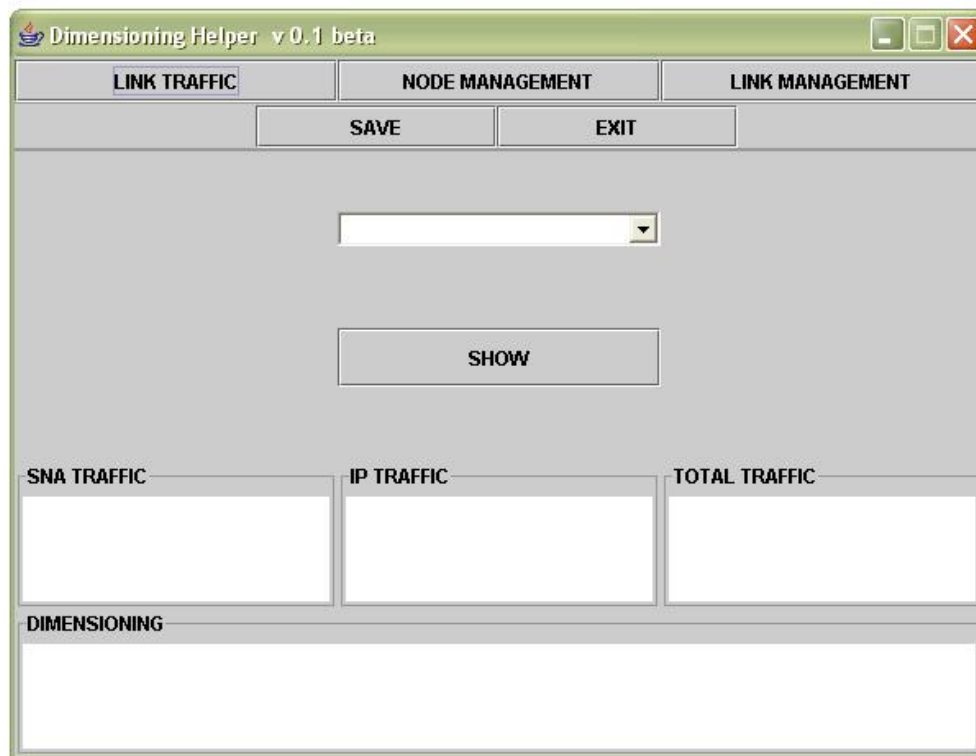 Dimensioning Helper v 0.1 beta
LINK TRAFFIC NODE MANAGEMENT LINK MANAGEMENT
SAVE EXIT
SHOW
SNA TRAFFIC IP TRAFFIC TOTAL TRAFFIC
DIMENSIONING